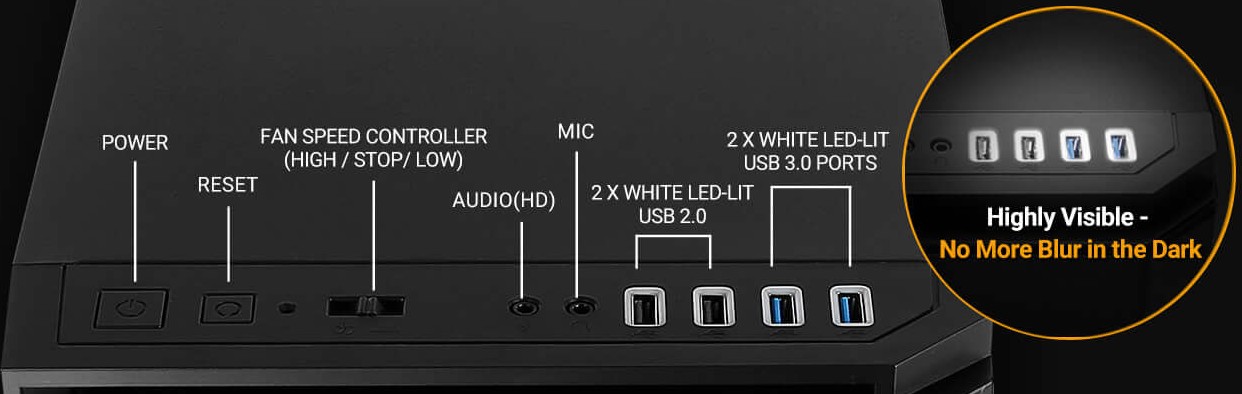 POWER
RESET
FAN SPEED CONTROLLER
(HIGH / STOP/ LOW)
AUDIO(HD)
MIC
2 X WHITE LED-LIT
USB 2.0
2 X WHITE LED-LIT
USB 3.0 PORTS
Highly Visible -
No More Blur in the Dark